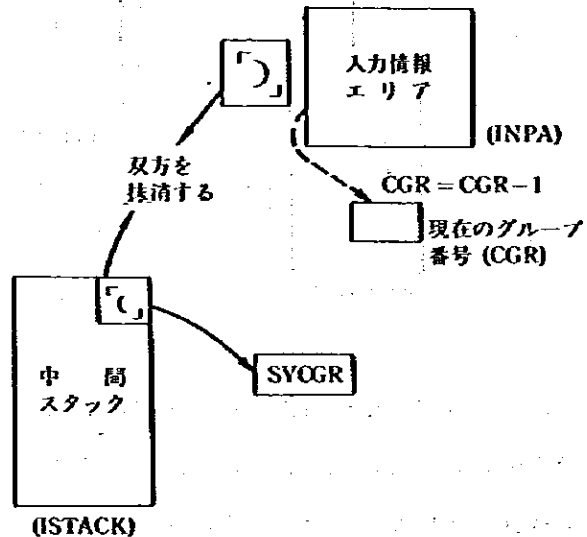 「)」
入力情報
エリア
(INPA)
双方を
抹消する
CGR=CGR-1
現在のグループ
番号 (CGR)
「(」
SYOGR
中間
スタック
(ISTACK)